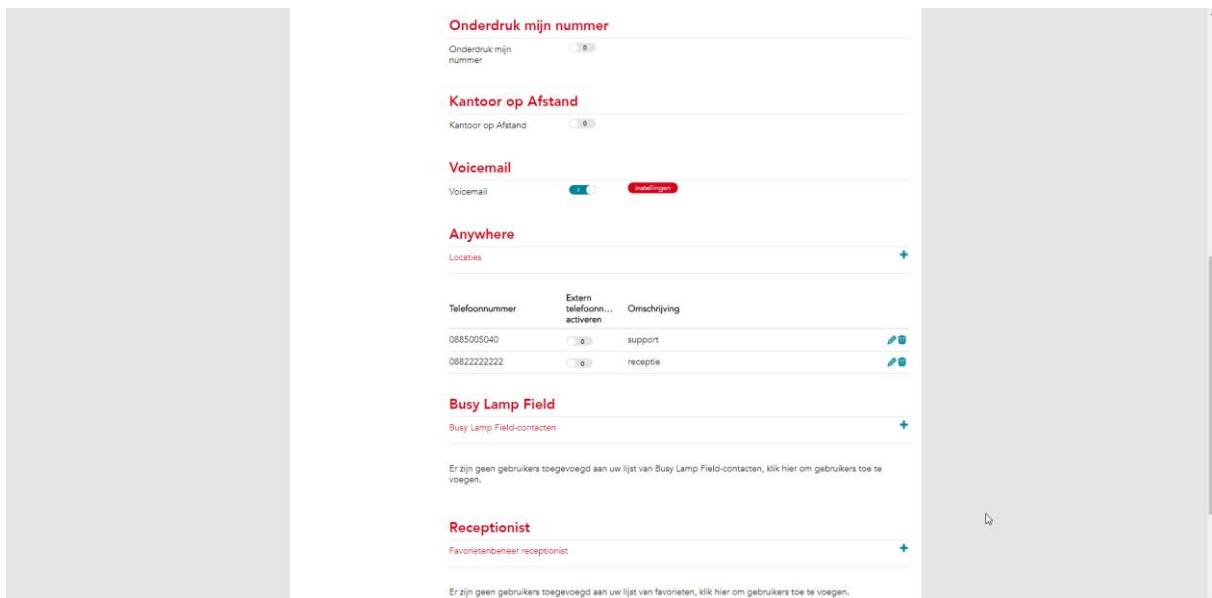 Onderdruk mijn nummer
Onderdruk mijn
nummer
0
Kantoor op Afstand
Kantoor op Afstand
0
Voicemail
Voicemail
I
instellingen
Anywhere
Locaties
Telefoonnummer
Extern
telefoonn...
activeren
Omschrijving
0885005040
0
support
08822222222
0
receptie
Busy Lamp Field
Busy Lamp Field-contacten
Er zijn geen gebruikers toegevoegd aan uw lijst van Busy Lamp Field-contacten, klik hier om gebruikers toe te
voegen.
Receptionist
Favorietenbeheer receptionist
Er zijn geen gebruikers toegevoegd aan uw lijst van favorieten, klik hier om gebruikers toe te voegen.